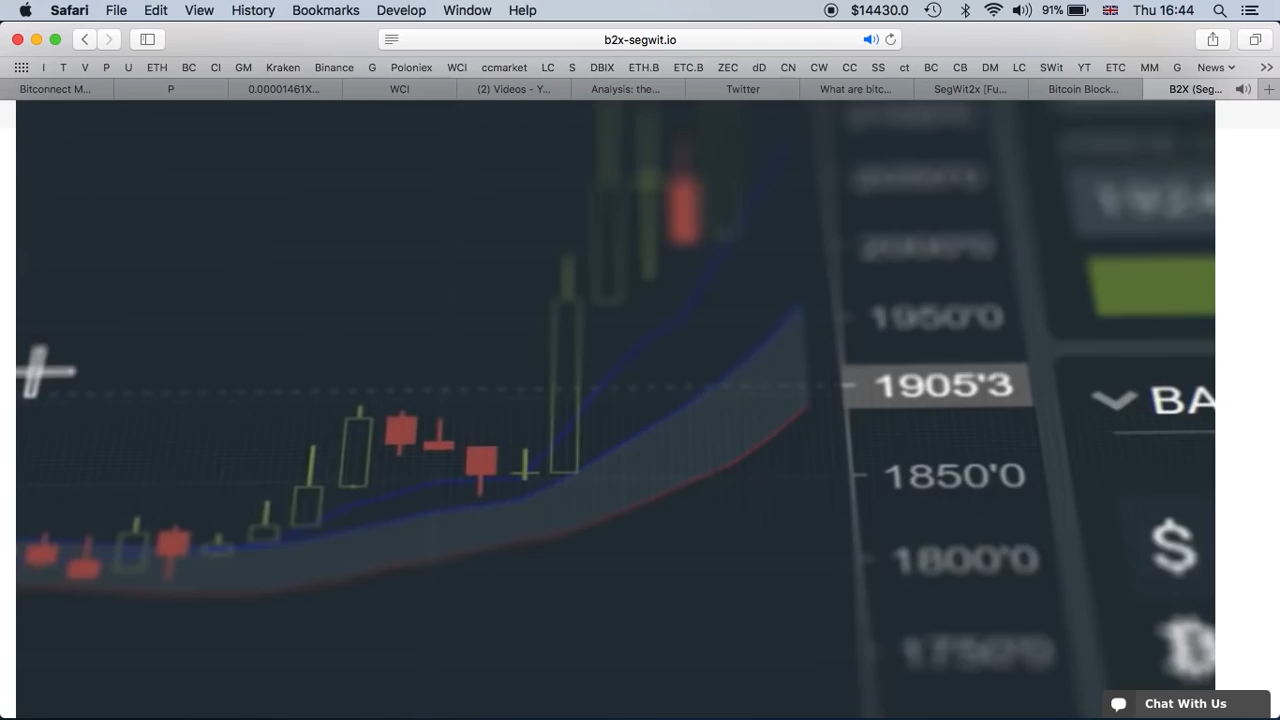 Safari File Edit View History Bookmarks Develop Window Help $14430.0 91% Thu 16:44
b2x-segwit.io
I T V P U ETH BC CI GM Kraken Binance G Poloniex WCI ccmarket LC S DBIX ETH.B ETC.B ZEC dD CN CW CC SS ct BC CB DM LC SWit YT ETC MM G News
Bitconnect M... P 0.00001461X... WCI (2) Videos - Y... Analysis: the... Twitter What are bitc... SegWit2x [Fu... Bitcoin Block... B2X (Seg...
2000'0
1950'0
1905'3
BA
1850'0
$
1800'0
1750'0
Chat With Us